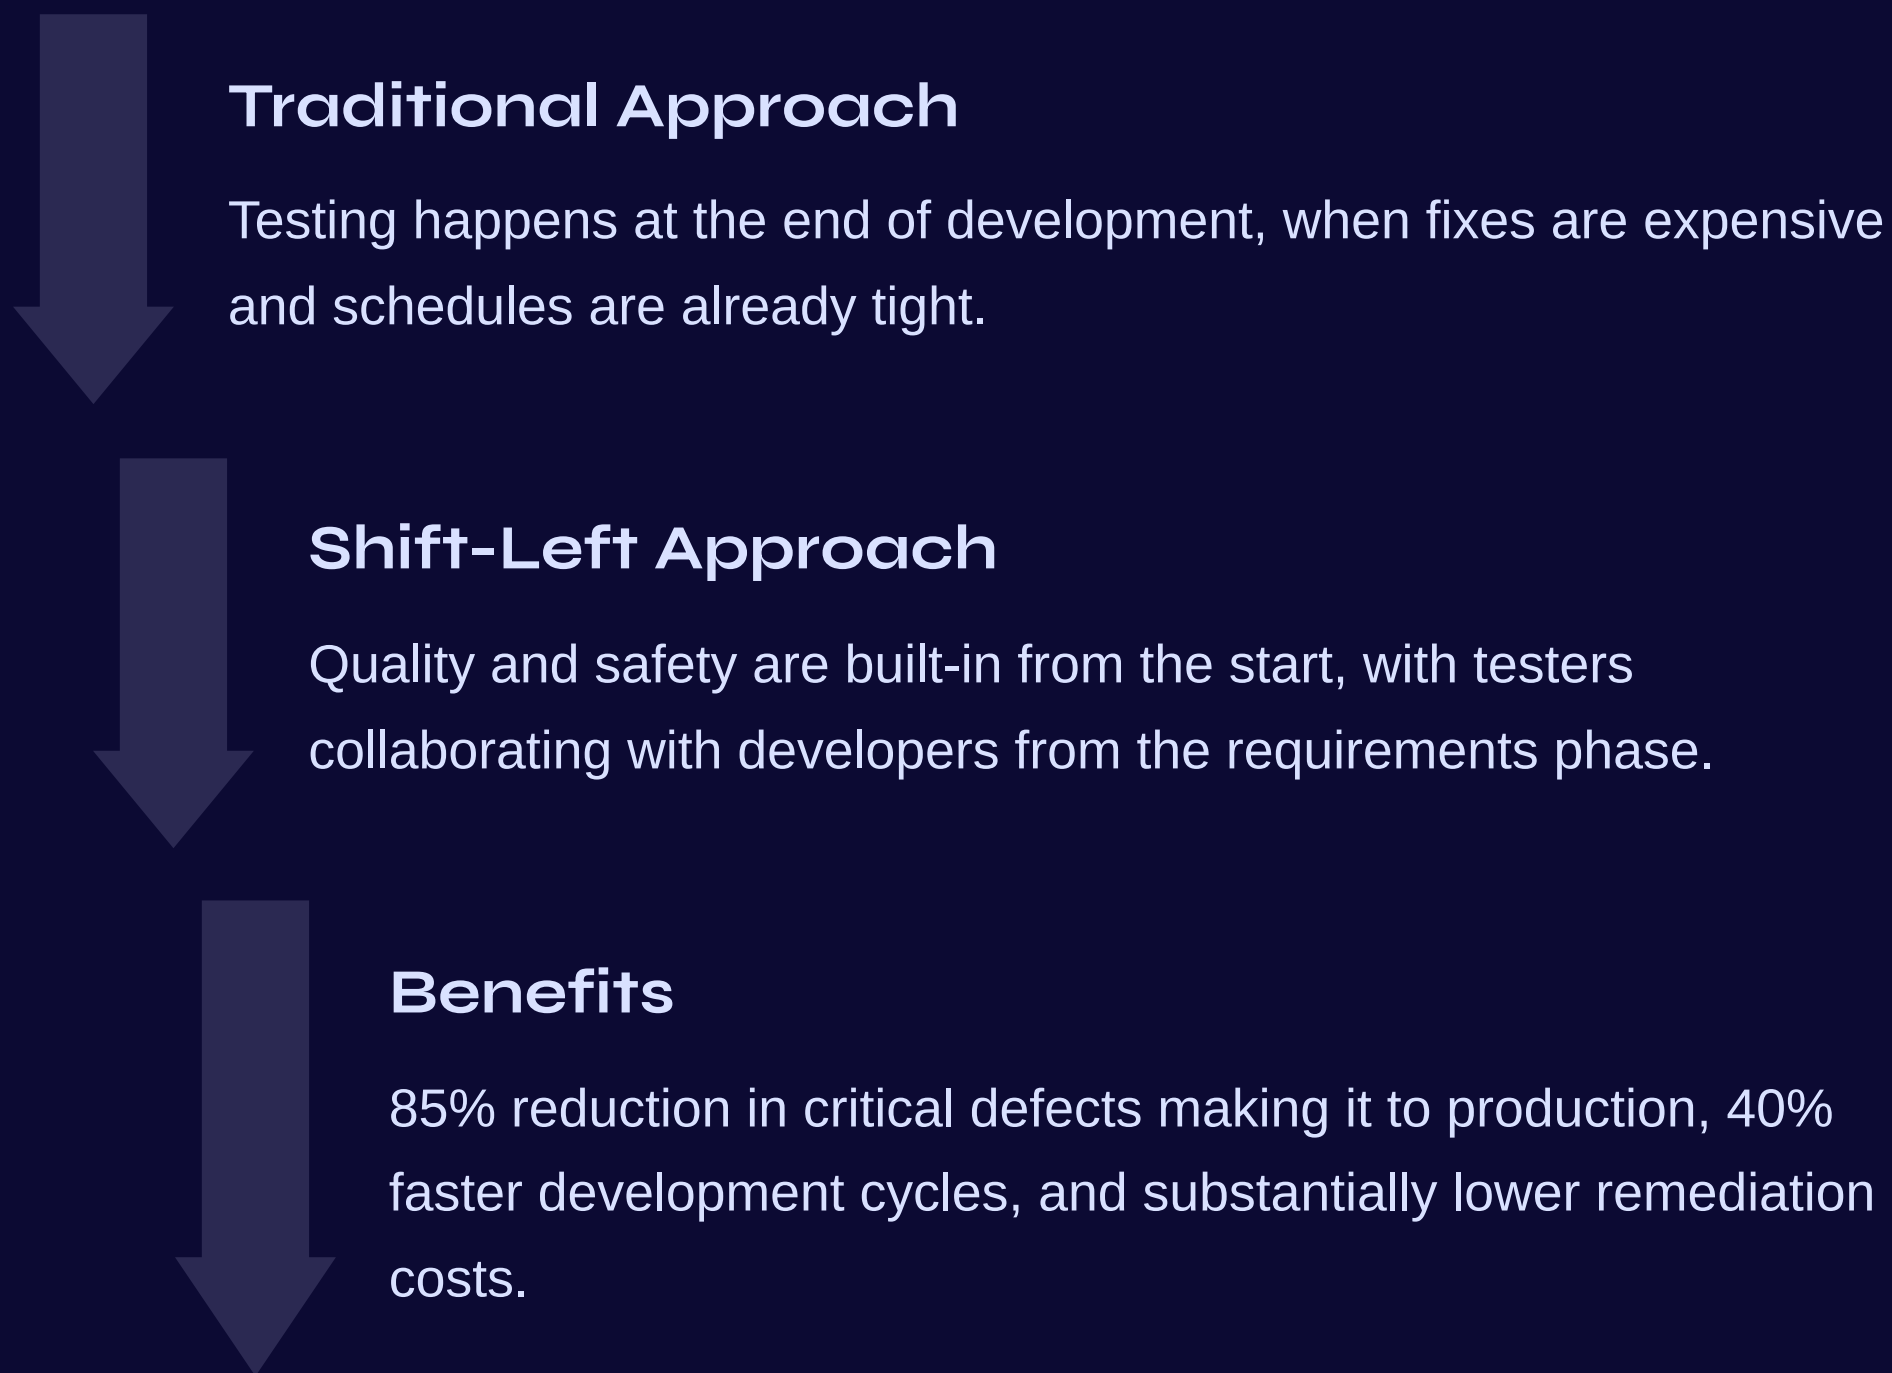 Traditional Approach
Testing happens at the end of development, when fixes are expensive
and schedules are already tight.
Shift-Left Approach
Quality and safety are built-in from the start, with testers
collaborating with developers from the requirements phase.
Benefits
85% reduction in critical defects making it to production, 40%
faster development cycles, and substantially lower remediation
costs.